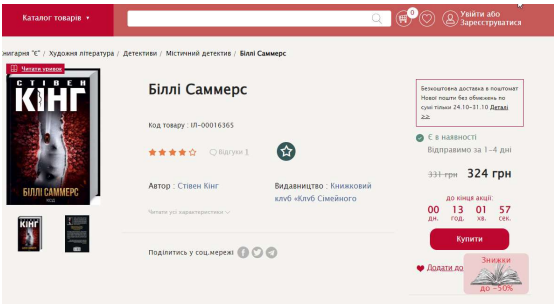 Каталог товарів
0
Увійти або
Зареєструватися
Книгарня "Є" / Художня література / Детективи / Містичний детектив / Біллі Саммерс
Читати уривок
СТІВЕН
КІНГ
БІЛЛІ САММЕРС
КСД
КІНГ
Біллі Саммерс
Код товару : ІЛ-00016365
Відгуки 1
Автор : Стівен Кінг
Видавництво : Книжковий
клуб «Клуб Сімейного
Читати усі характеристики
Поділитись у соц.мережі
Безкоштовна доставка в поштомат
Нової пошти без обмежень по
сумі тільки 24.10-31.10 Деталі
>>
Є в наявності
Відправимо за 1-4 дні
331 грн 324 грн
до кінця акції:
00 13 01 57
дн. год. хв. сек.
Купити
Додати до
Знижки
до -50%